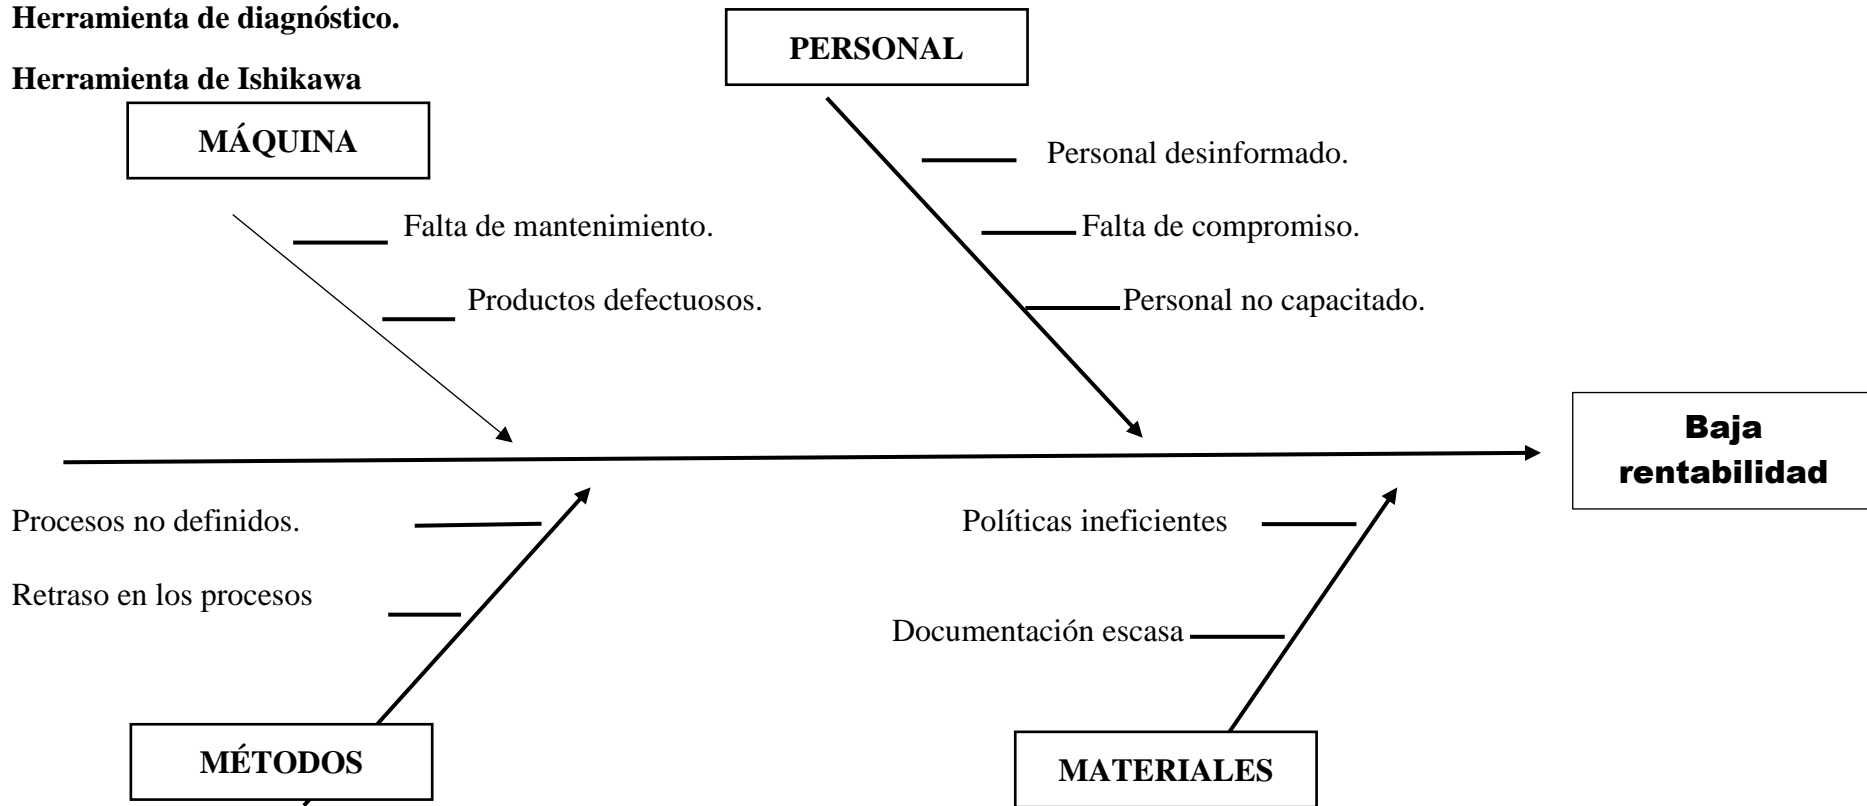 Herramienta de diagnóstico.
Herramienta de Ishikawa
PERSONAL
MÁQUINA
Personal desinformado.
Falta de mantenimiento.
Falta de compromiso.
Productos defectuosos.
Personal no capacitado.
Baja
rentabilidad
Procesos no definidos.
Políticas ineficientes
Retraso en los procesos
Documentación escasa
MÉTODOS
MATERIALES